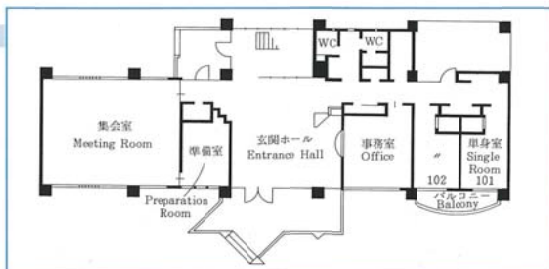 WC
WC
集会室
Meeting Room
準備室
Preparatios
Room
玄関ホール
Entrance Hall
事務室
Office
〃
102
単身室
Single
Room
101
バルコニー
Balcony